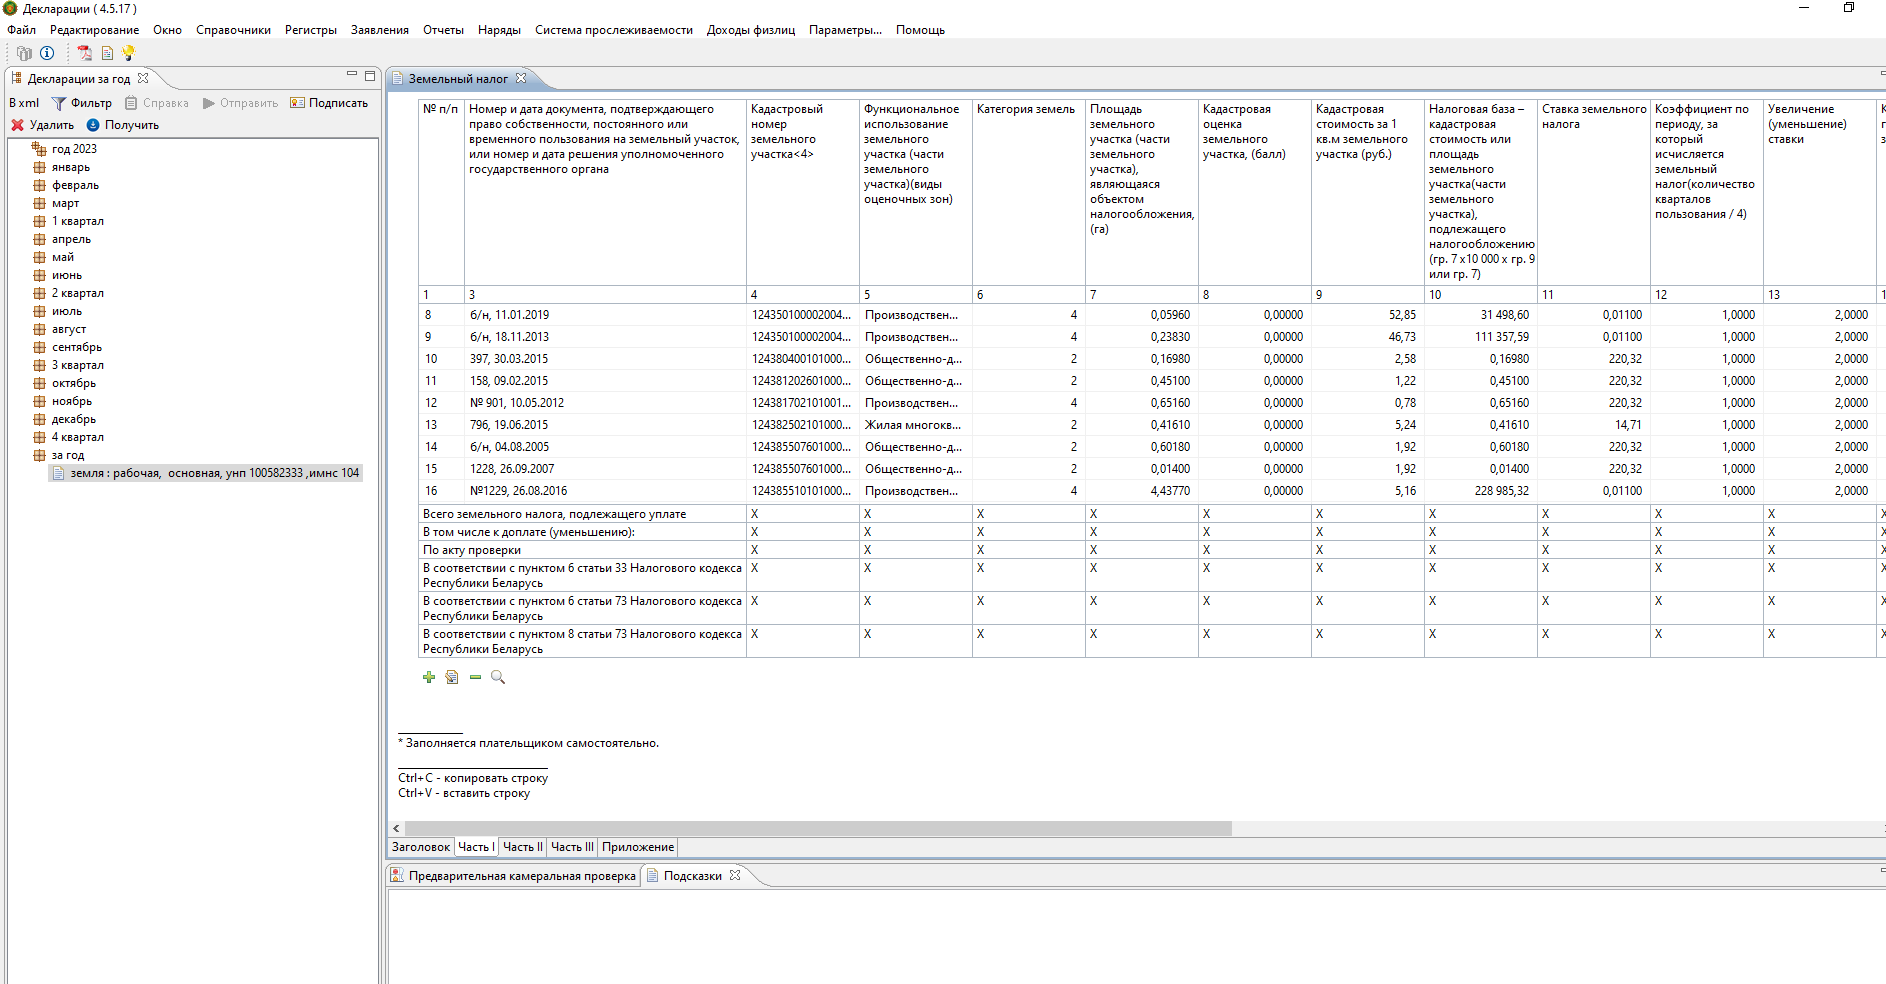 Декларации ( 4.5.17 )
Файл Редактирование Окно Справочники Регистры Заявления Отчеты Наряды Система прослеживаемости Доходы физлиц Параметры... Помощь
Декларации за год
В xml Фильтр Справка Отправить Подписать
Удалить Получить
год 2023
январь
февраль
март
1 квартал
апрель
май
июнь
2 квартал
июль
август
сентябрь
3 квартал
октябрь
ноябрь
декабрь
4 квартал
за год
земля : рабочая, основная, унп 100582333 ,имнс 104
Земельный налог
№ п/п
Номер и дата документа, подтверждающего
право собственности, постоянного или
временного пользования на земельный участок,
или номер и дата решения уполномоченного
государственного органа
Кадастровый
номер
земельного
участка<4>
Функциональное
использование
земельного
участка (части
земельного
участка)(виды
оценочных зон)
Категория земель
Площадь
земельного
участка (части
земельного
участка),
являющаяся
объектом
налогообложения,
(га)
Кадастровая
оценка
земельного
участка, (балл)
Кадастровая
стоимость за 1
кв.м земельного
участка (руб.)
Налоговая база –
кадастровая
стоимость или
площадь
земельного
участка(части
земельного
участка),
подлежащего
налогообложению
(гр. 7 x10 000 x гр. 9
или гр. 7)
Ставка земельного
налога
Коэффициент по
периоду, за
который
исчисляется
земельный
налог(количество
кварталов
пользования / 4)
Увеличение
(уменьшение)
ставки
1 3 4 5 6 7 8 9 10 11 12 13 1
8 б/н, 11.01.2019 124350100002004... Производствен... 4 0,05960 0,00000 52,85 31 498,60 0,01100 1,0000 2,0000
9 б/н, 18.11.2013 124350100002004... Производствен... 4 0,23830 0,00000 46,73 111 357,59 0,01100 1,0000 2,0000
10 397, 30.03.2015 124380400101000... Общественно-д... 2 0,16980 0,00000 2,58 0,16980 220,32 1,0000 2,0000
11 158, 09.02.2015 124381202601000... Общественно-д... 2 0,45100 0,00000 1,22 0,45100 220,32 1,0000 2,0000
12 № 901, 10.05.2012 124381702101001... Производствен... 4 0,65160 0,00000 0,78 0,65160 220,32 1,0000 2,0000
13 796, 19.06.2015 124382502101000... Жилая многокв... 2 0,41610 0,00000 5,24 0,41610 14,71 1,0000 2,0000
14 б/н, 04.08.2005 124385507601000... Общественно-д... 2 0,60180 0,00000 1,92 0,60180 220,32 1,0000 2,0000
15 1228, 26.09.2007 124385507601000... Общественно-д... 2 0,01400 0,00000 1,92 0,01400 220,32 1,0000 2,0000
16 №1229, 26.08.2016 124385510101000... Производствен... 4 4,43770 0,00000 5,16 228 985,32 0,01100 1,0000 2,0000
Всего земельного налога, подлежащего уплате X X X X X X X X X X
В том числе к доплате (уменьшению): X X X X X X X X X X
По акту проверки X X X X X X X X X X
В соответствии с пунктом 6 статьи 33 Налогового кодекса X X X X X X X X X X
Республики Беларусь
В соответствии с пунктом 6 статьи 73 Налогового кодекса X X X X X X X X X X
Республики Беларусь
В соответствии с пунктом 8 статьи 73 Налогового кодекса X X X X X X X X X X
Республики Беларусь
* Заполняется плательщиком самостоятельно.
Ctrl+C - копировать строку
Ctrl+V - вставить строку
Заголовок Часть I Часть II Часть III Приложение
Предварительная камеральная проверка Подсказки